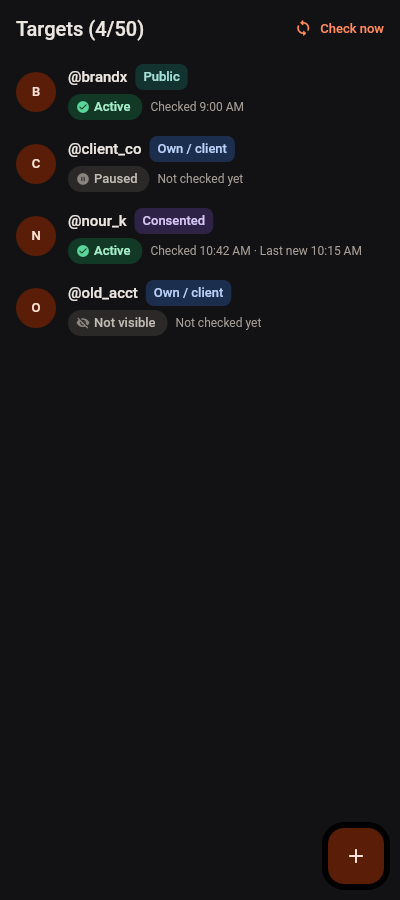 Targets (4/50)
Check now
B
@brandx
Public
Active
Checked 9:00 AM
C
@client_co
Own / client
Paused
Not checked yet
N
@nour_k
Consented
Active
Checked 10:42 AM · Last new 10:15 AM
O
@old_acct
Own / client
Not visible
Not checked yet
+